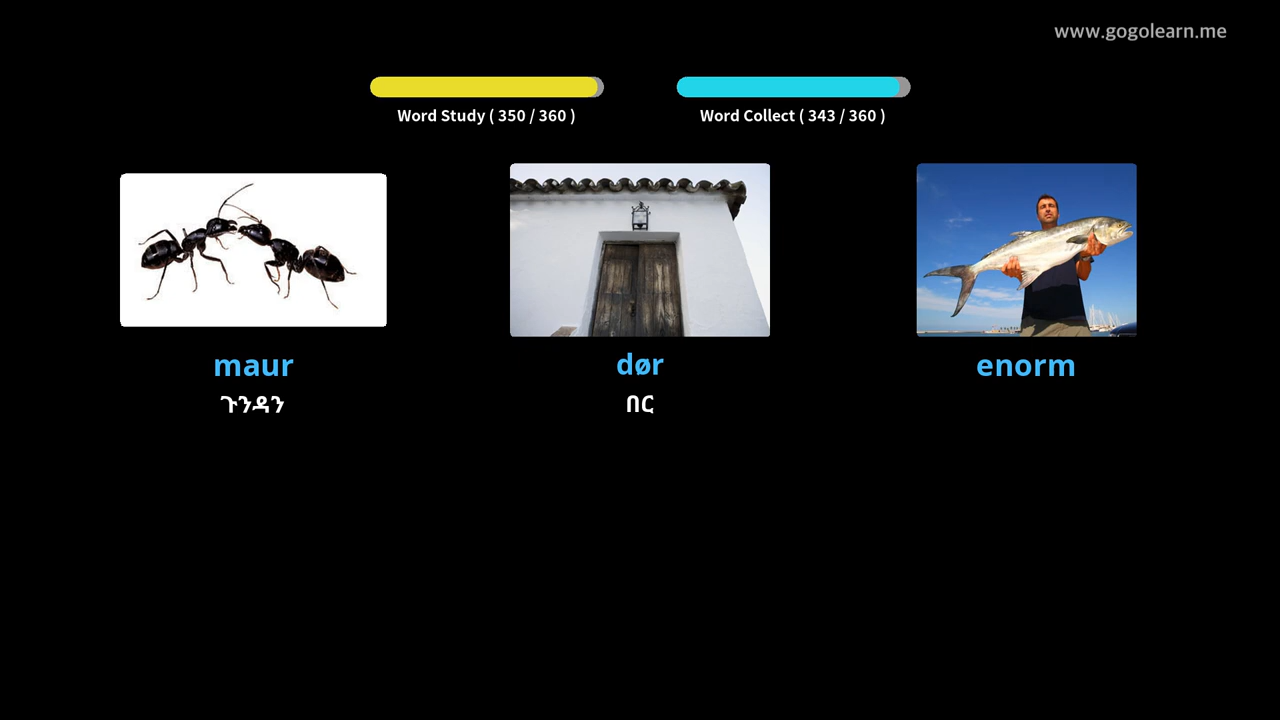 www.gogolearn.me
Word Study ( 350 / 360 )
Word Collect ( 343 / 360 )
maur
ጉንዳን
dør
በር
enorm